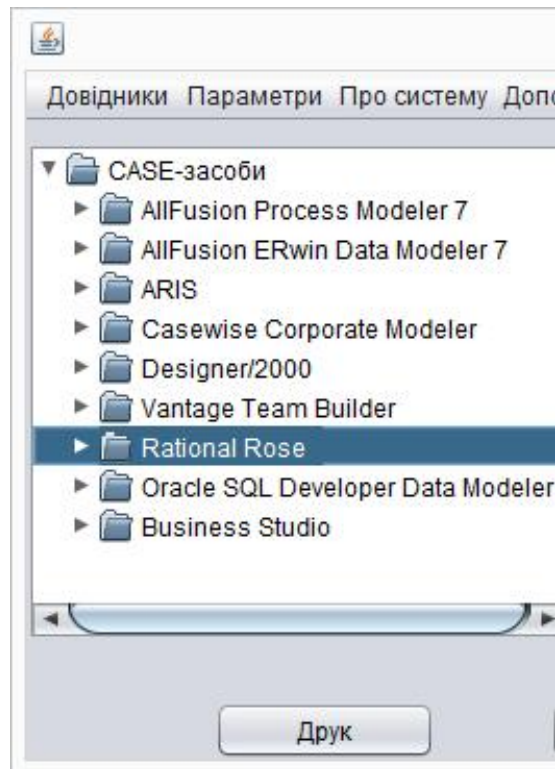 Довідники Параметри Про систему
CASE-засоби
AllFusion Process Modeler 7
AllFusion ERwin Data Modeler 7
ARIS
Casewise Corporate Modeler
Designer/2000
Vantage Team Builder
Rational Rose
Oracle SQL Developer Data Modeler
Business Studio
Друк